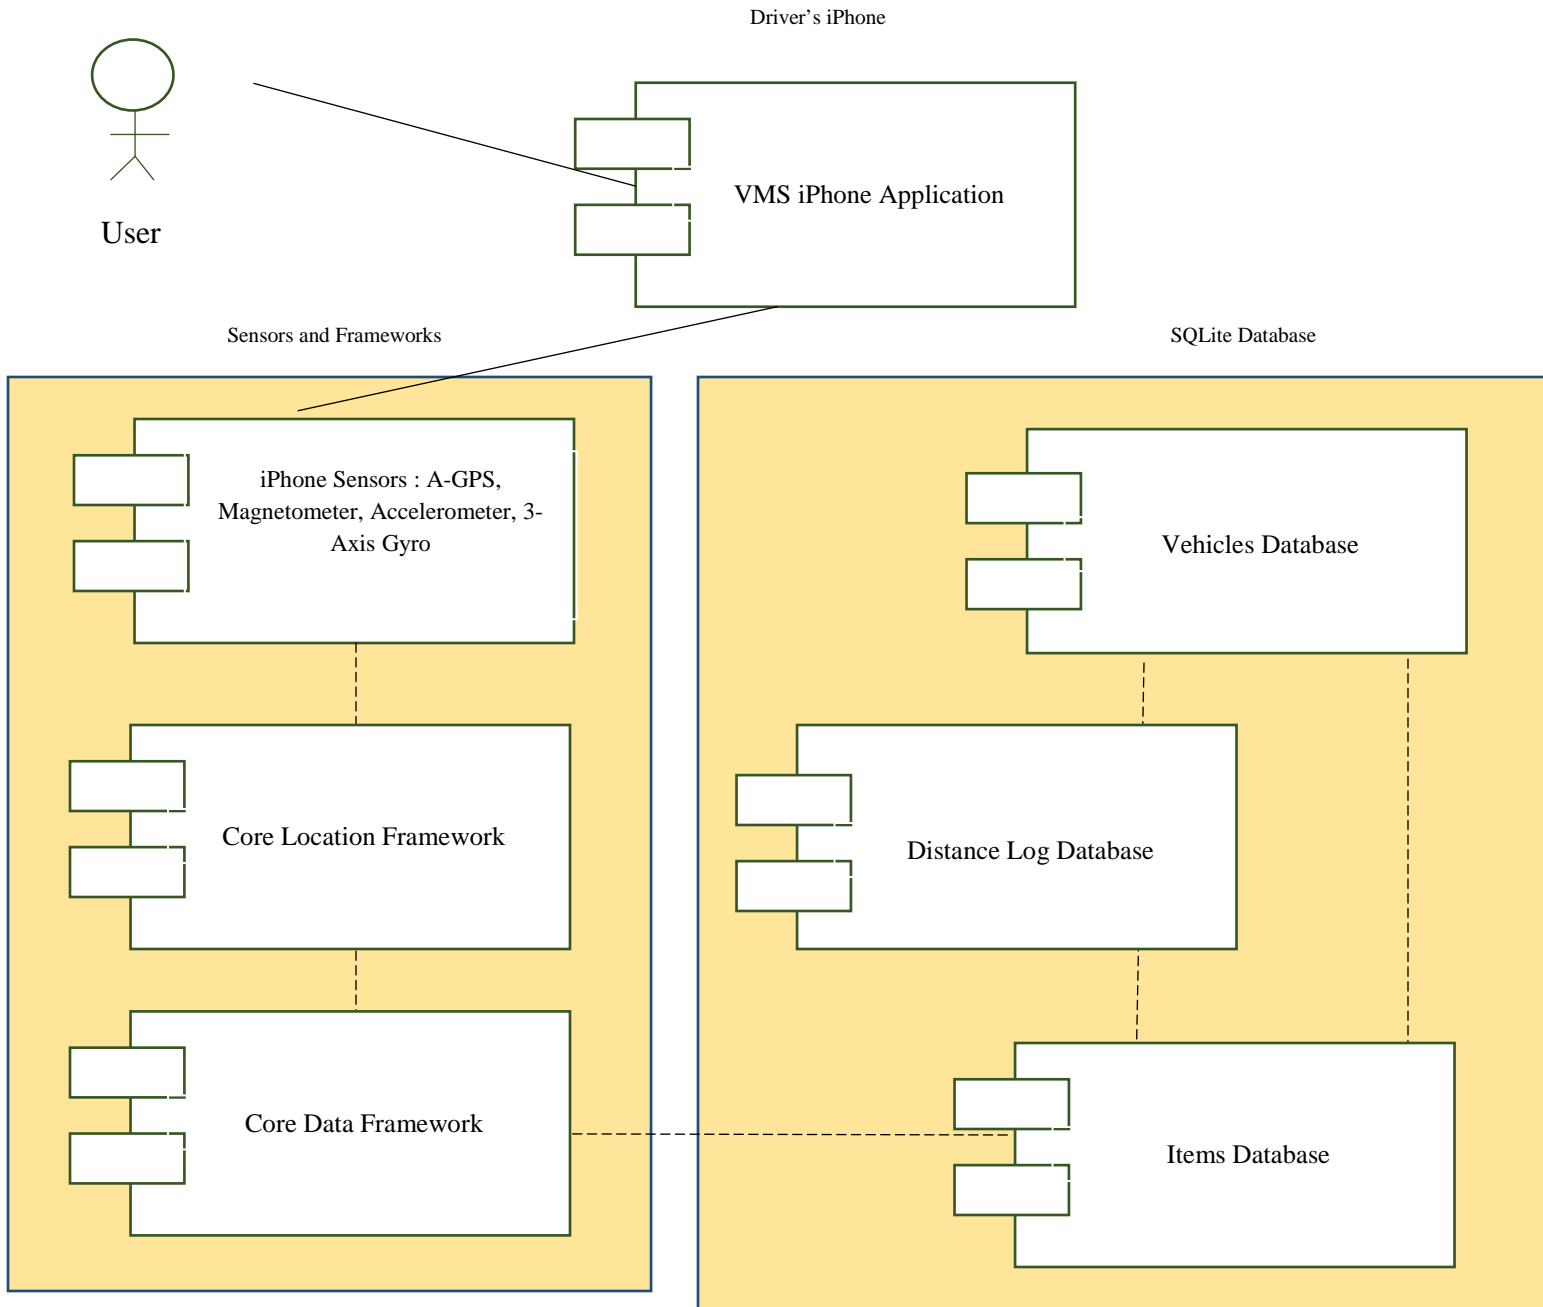 Driver’s iPhone
VMS iPhone Application
User
Sensors and Frameworks
SQLite Database
iPhone Sensors : A-GPS,
Magnetometer, Accelerometer, 3-
Axis Gyro
Vehicles Database
Core Location Framework
Distance Log Database
Core Data Framework
Items Database